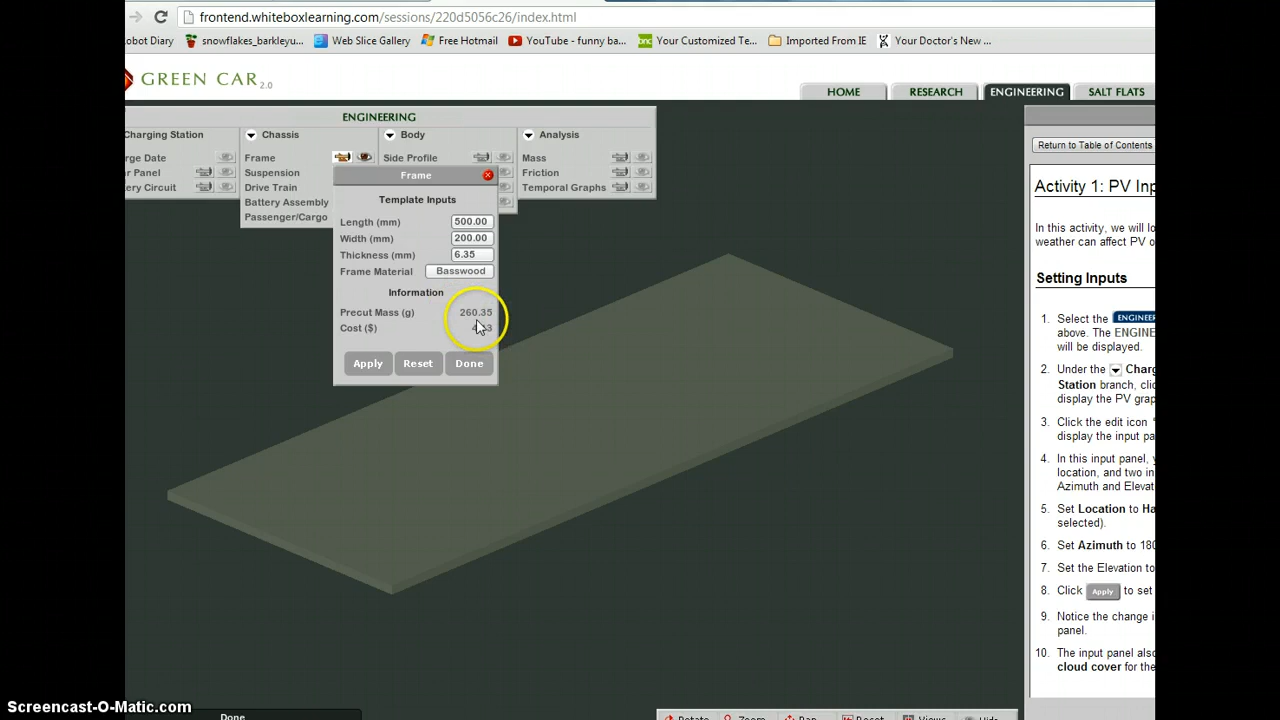 frontend.whiteboxlearning.com/sessions/220d5056c26/index.html
obot Diary snowflakes_barkleyu... Web Slice Gallery Free Hotmail YouTube - funny ba... Your Customized Te... Imported From IE Your Doctor's New ...
GREEN CAR 2.0
HOME RESEARCH ENGINEERING SALT FLATS
ENGINEERING
Charging Station Chassis Body Analysis
rge Date Frame Side Profile Mass
ar Panel Suspension Friction
ery Circuit Drive Train Temporal Graphs
Battery Assembly
Passenger/Cargo
Frame
Template Inputs
Length (mm) 500.00
Width (mm) 200.00
Thickness (mm) 6.35
Frame Material Basswood
Information
Precut Mass (g) 260.35
Cost ($)
Apply Reset Done
Return to Table of Contents
Activity 1: PV Inp
In this activity, we will lo
weather can affect PV o
Setting Inputs
1. Select the ENGINEER
above. The ENGINE
will be displayed.
2. Under the Charg
Station branch, clic
display the PV grap
3. Click the edit icon "
display the input pa
4. In this input panel, y
location, and two in
Azimuth and Elevat
5. Set Location to Ha
selected).
6. Set Azimuth to 180
7. Set the Elevation to
8. Click Apply to set
9. Notice the change i
panel.
10. The input panel also
cloud cover for the
Screencast-O-Matic.com
Done
Rotate Zoom Pan Reset Views Hide